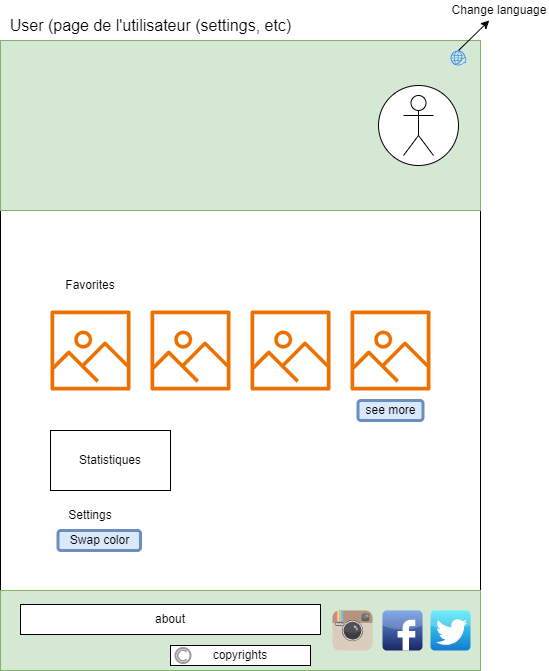 Change language
User (page de l'utilisateur (settings, etc)
Favorites
see more
Statistiques
Settings
Swap color
about
© copyrights